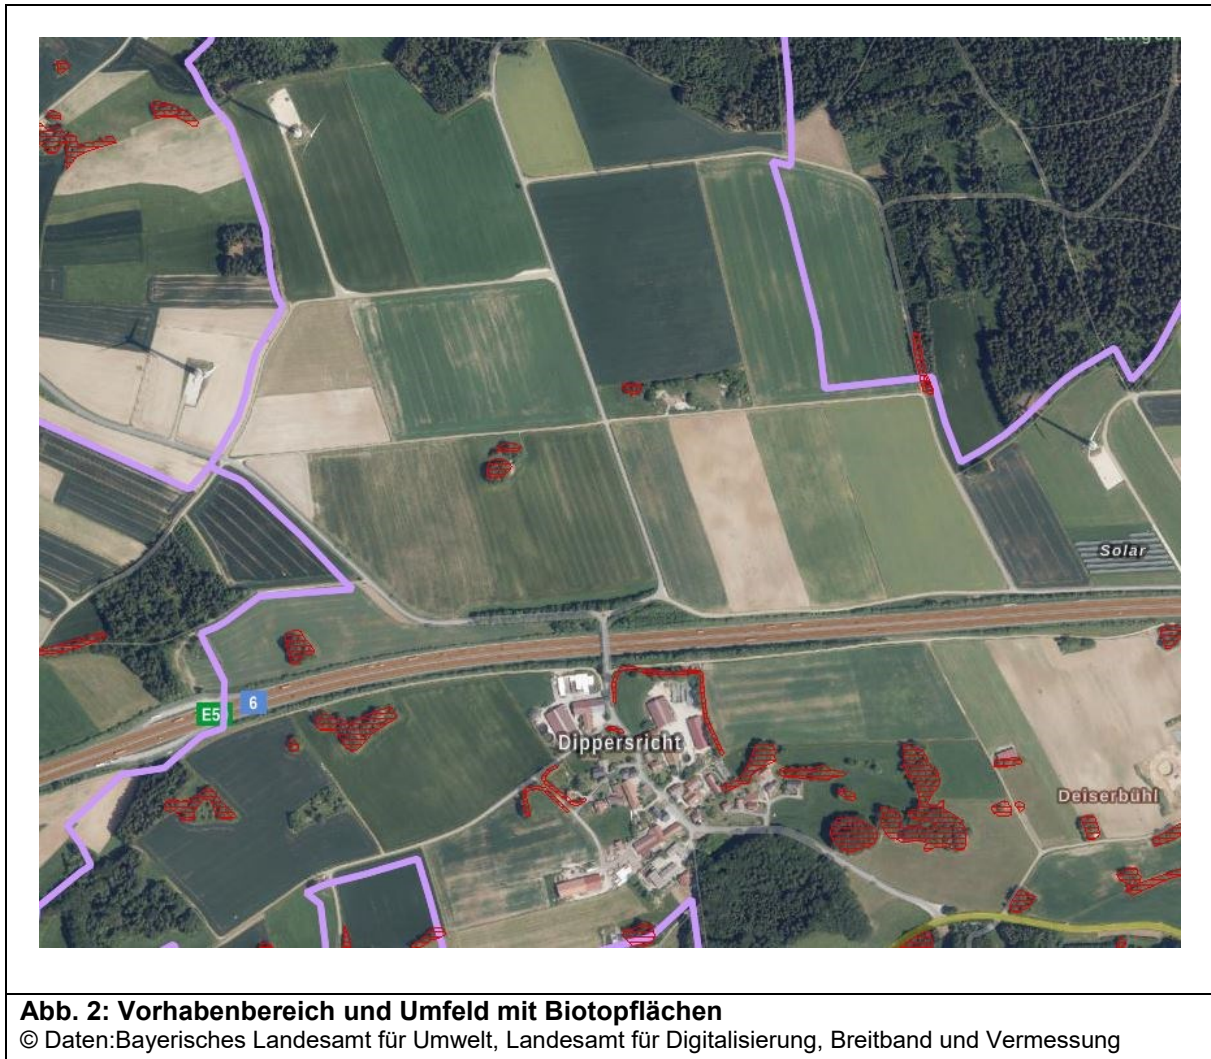 Solar
E5
6
Dippersricht
Deiserbühl
Abb. 2: Vorhabenbereich und Umfeld mit Biotopflächen
© Daten:Bayerisches Landesamt für Umwelt, Landesamt für Digitalisierung, Breitband und Vermessung